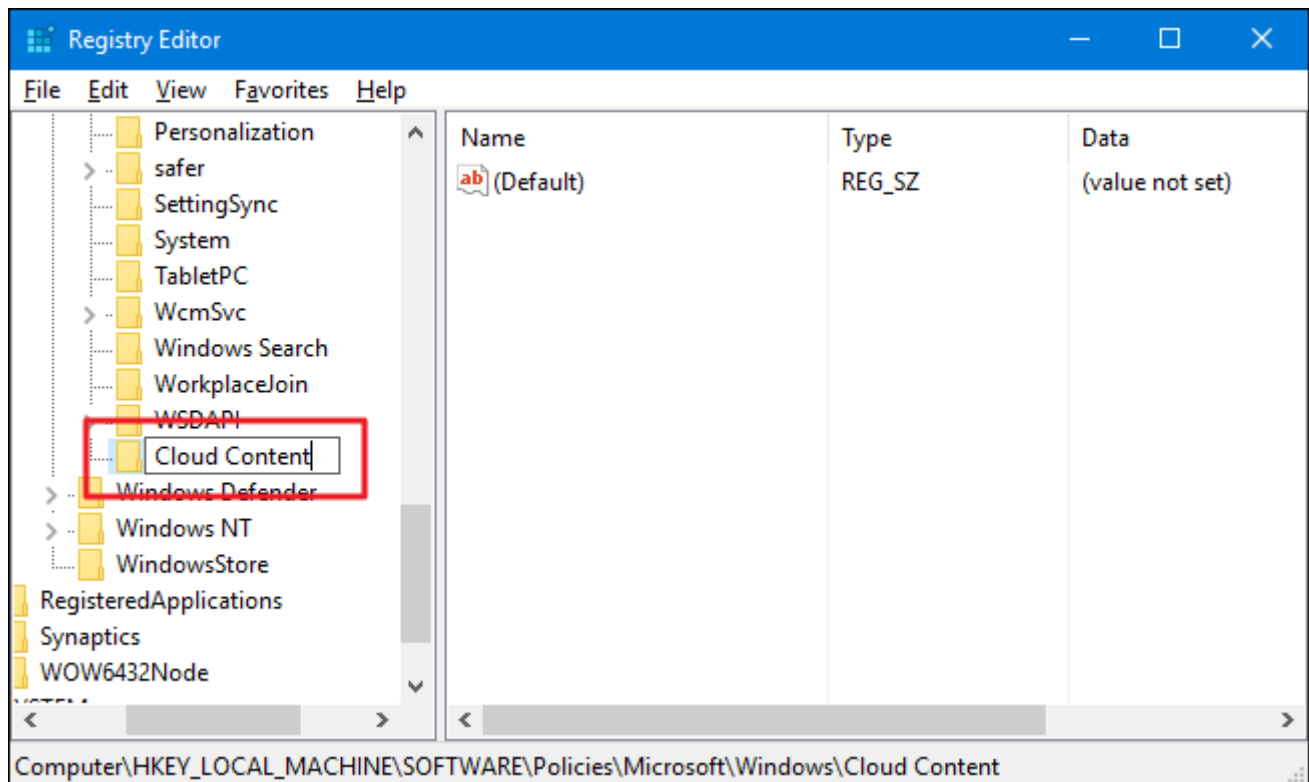 Registry Editor
File Edit View Favorites Help
Personalization
safer
SettingSync
System
TabletPC
WcmSvc
Windows Search
WorkplaceJoin
WSDAPI
Cloud Content
Windows Defender
Windows NT
WindowsStore
RegisteredApplications
Synaptics
WOW6432Node
Name Type Data
ab (Default) REG_SZ (value not set)
Computer\HKEY_LOCAL_MACHINE\SOFTWARE\Policies\Microsoft\Windows\Cloud Content